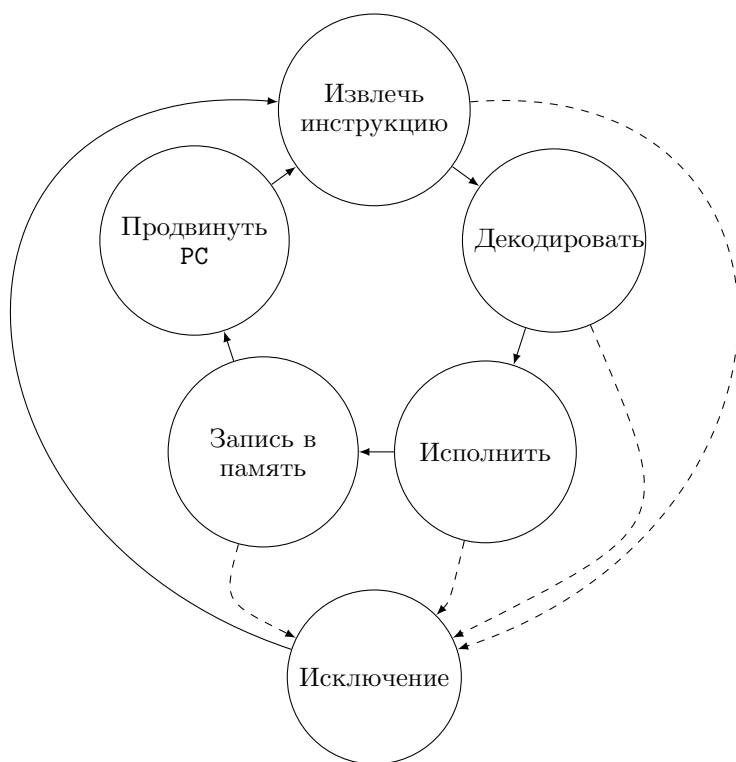 Извлечь
инструкцию
Продвинуть
PC
Декодировать
Запись в
память
Исполнить
Исключение